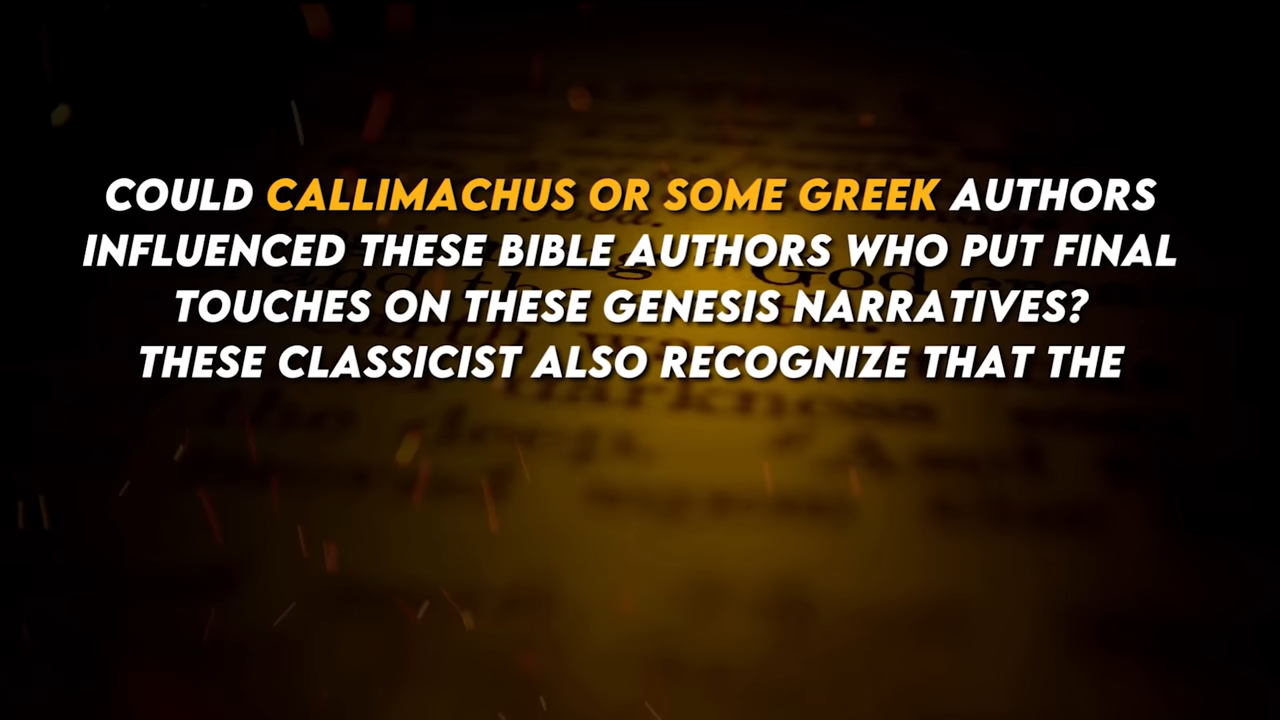 COULD CALLIMACHUS OR SOME GREEK AUTHORS
INFLUENCED THESE BIBLE AUTHORS WHO PUT FINAL
TOUCHES ON THESE GENESIS NARRATIVES?
THESE CLASSICIST ALSO RECOGNIZE THAT THE